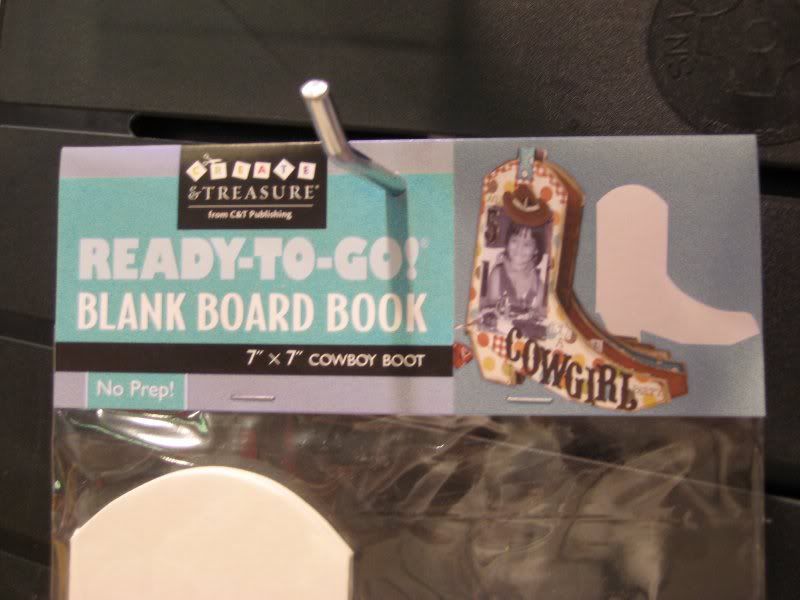 CREATE
& TREASURE®
from C&T Publishing
READY-TO-GO!®
BLANK BOARD BOOK
7" × 7" COWBOY BOOT
No Prep!
COWGIRL